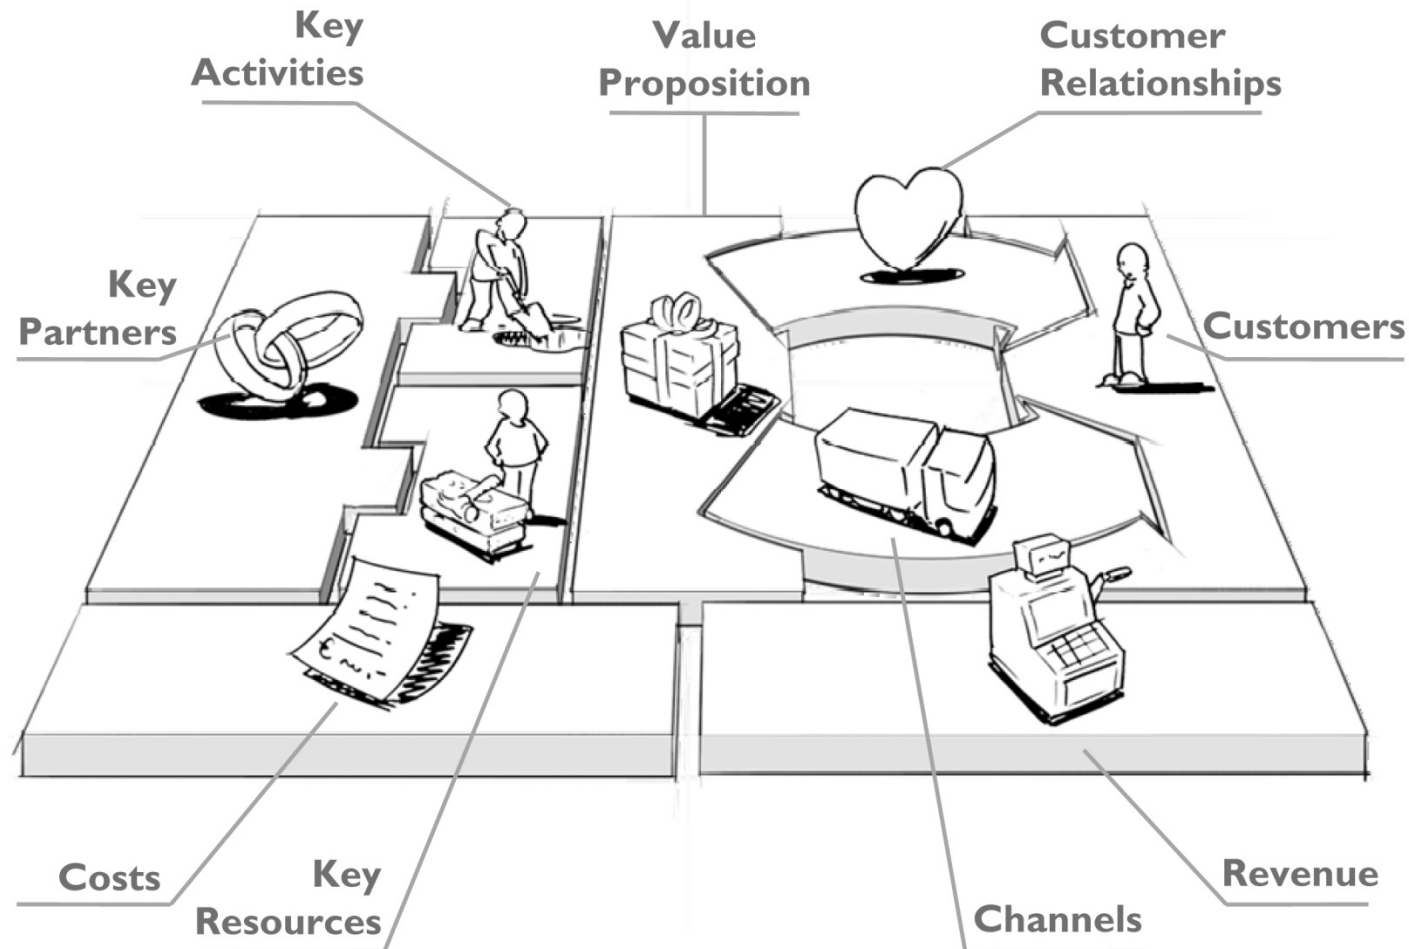 Key
Activities
Value
Proposition
Customer
Relationships
Key
Partners
Customers
€
Costs
Key
Resources
Channels
Revenue